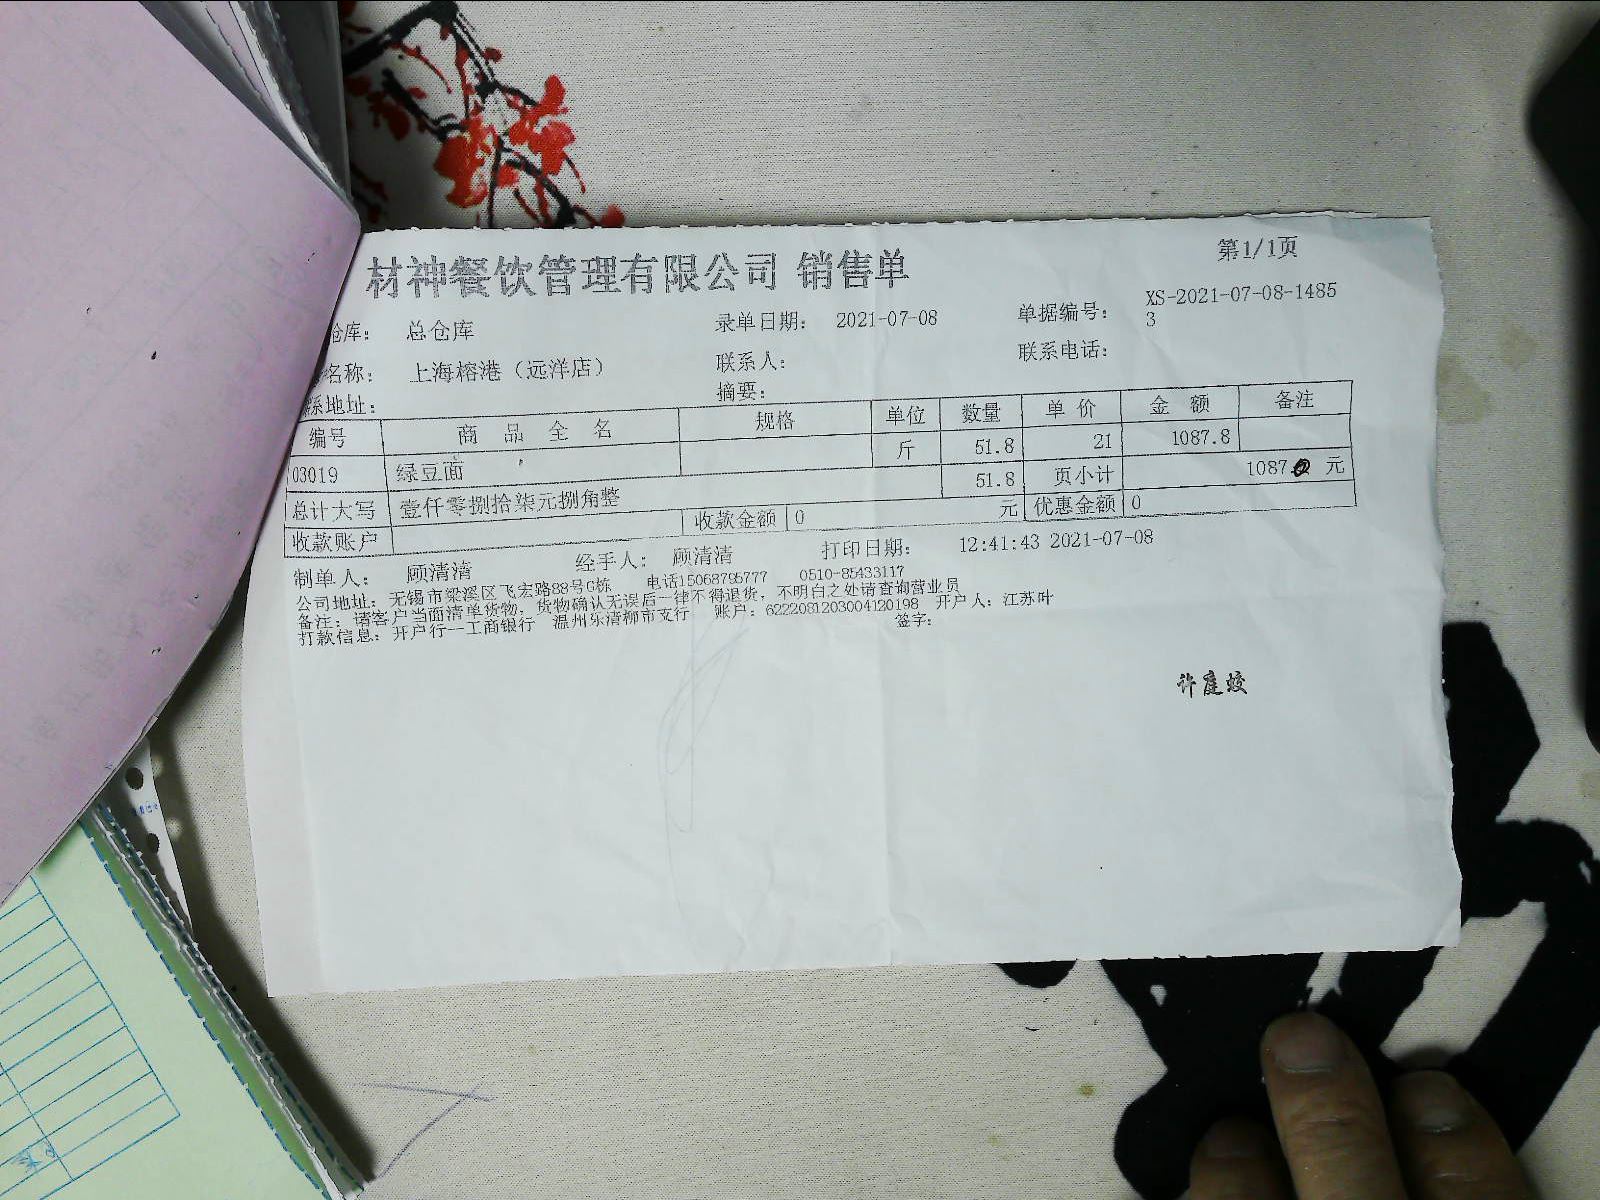 材神餐饮管理有限公司 销售单
第1/1页
仓库： 总仓库 录单日期： 2021-07-08 单据编号： XS-2021-07-08-1485
3
名称： 上海榕港（远洋店） 联系人： 联系电话：
系地址： 摘要：
编号 商品全名 规格 单位 数量 单价 金额 备注
03019 绿豆面 斤 51.8 21 1087.8
总计大写 壹仟零捌拾柒元捌角整 51.8 页小计 1087 元
收款账户 收款金额 0 元 优惠金额 0
制单人： 顾清清 经手人： 顾清清 打印日期： 12:41:43 2021-07-08
公司地址：无锡市梁溪区飞宏路88号G栋 电话15068795777 0510-85433117
备注：请客户当面清单货物，货物确认无误后一律不得退货，不明白之处请查询营业员
打款信息：开户行一工商银行 温州乐清柳市支行 账户：6222081203004120198 开户人：江苏叶
签字：
许庭蛟